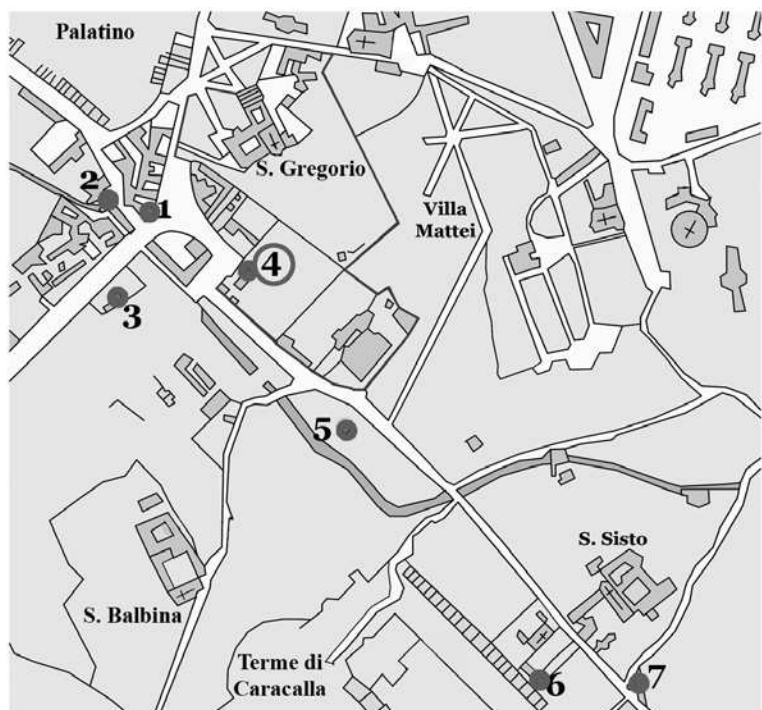 Palatino
S. Gregorio
2
1
Villa
Mattei
4
3
5
S. Sisto
S. Balbina
Terme di
Caracalla
6
7